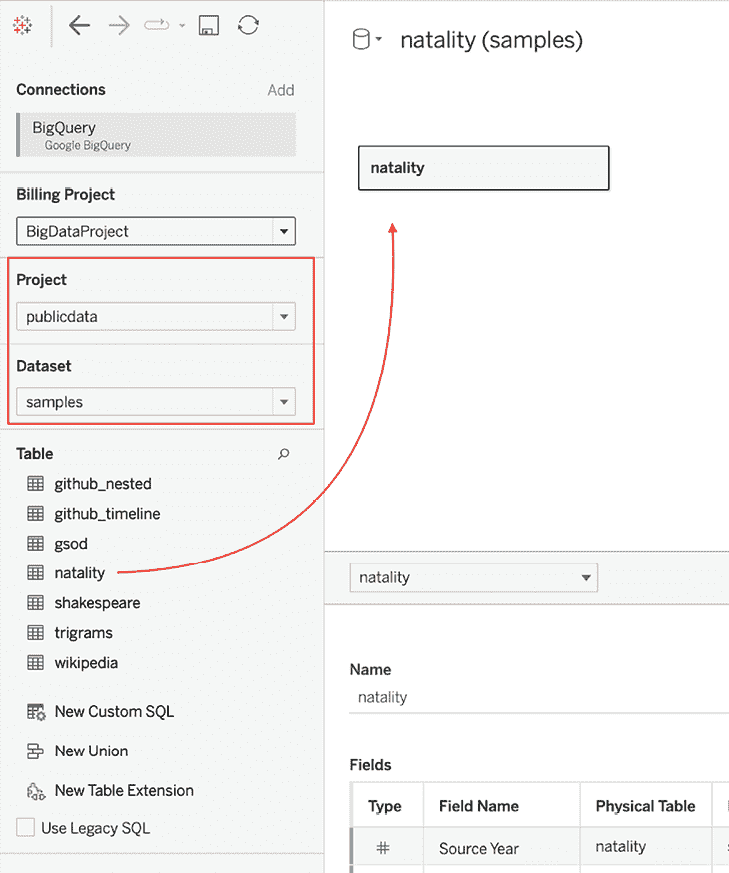 Connections
Add
BigQuery
Google BigQuery
Billing Project
BigDataProject
Project
publicdata
Dataset
samples
Table
github_nested
github_timeline
gsod
natality
shakespeare
trigrams
wikipedia
New Custom SQL
New Union
New Table Extension
Use Legacy SQL
natality (samples)
natality
natality
Name
natality
Fields
Type Field Name Physical Table
# Source Year natality